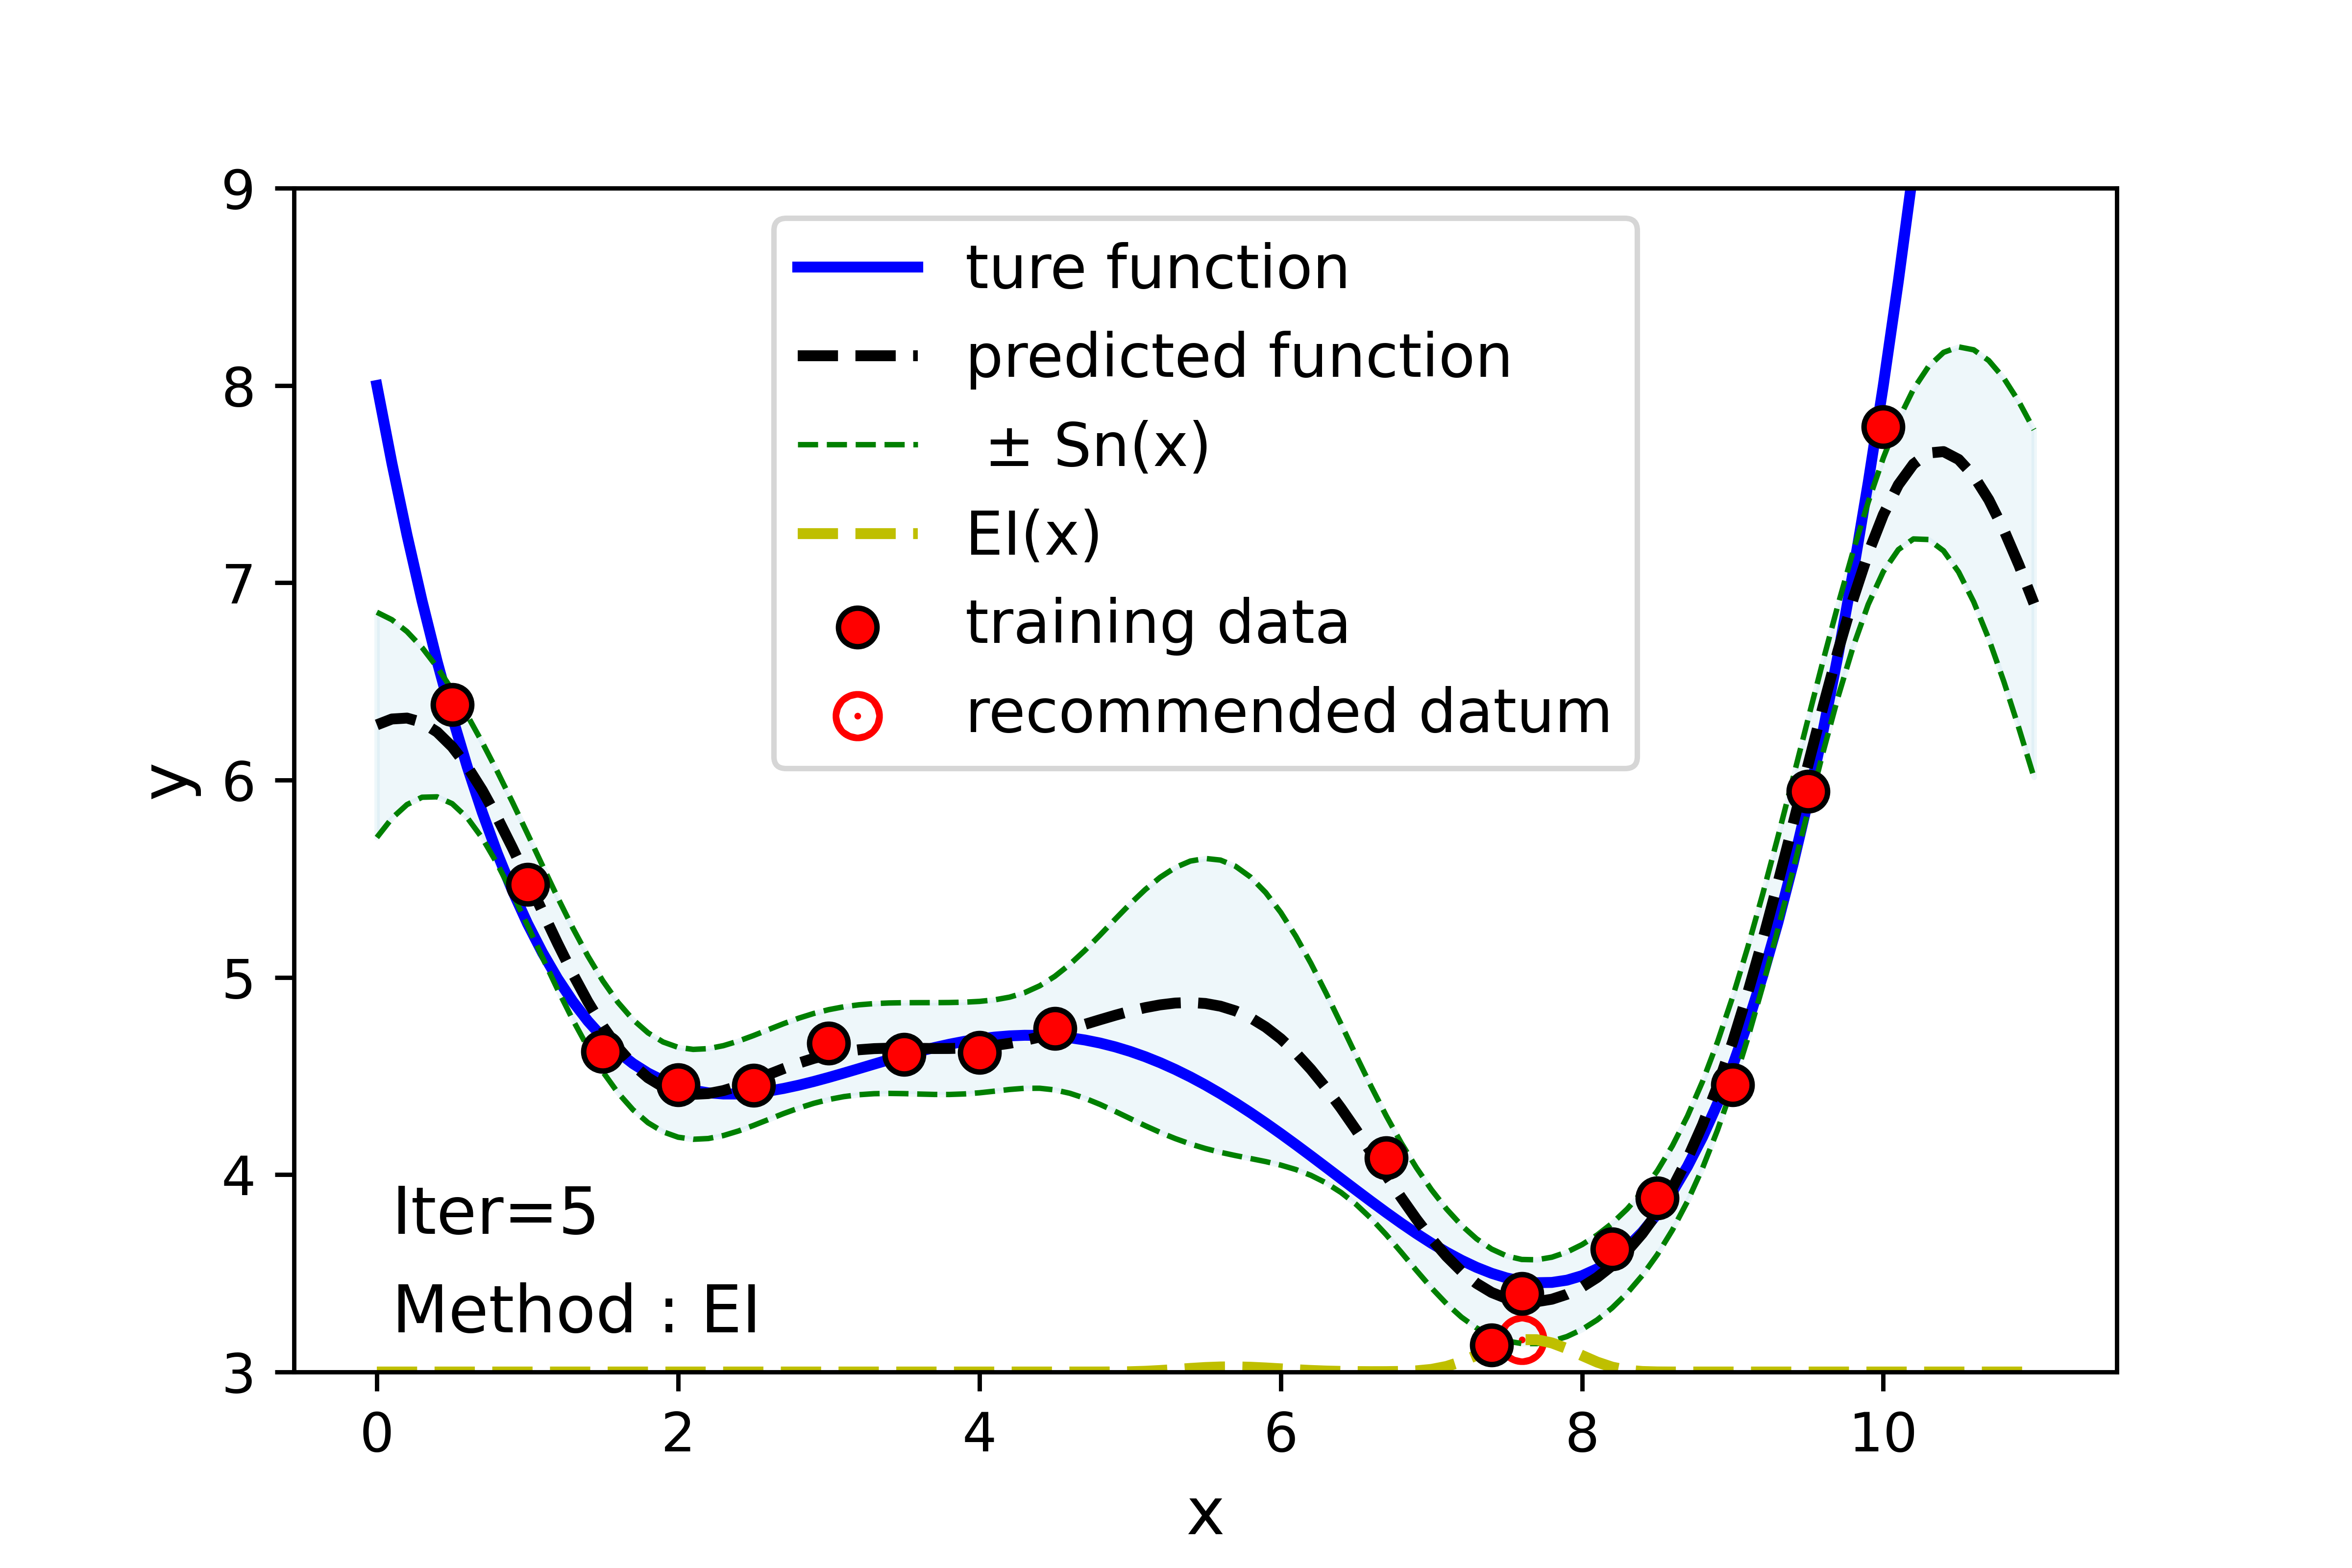 9
8
7
6
5
4
3
y
ture function
predicted function
± Sn(x)
EI(x)
training data
recommended datum
Iter=5
Method : EI
0 2 4 6 8 10
x